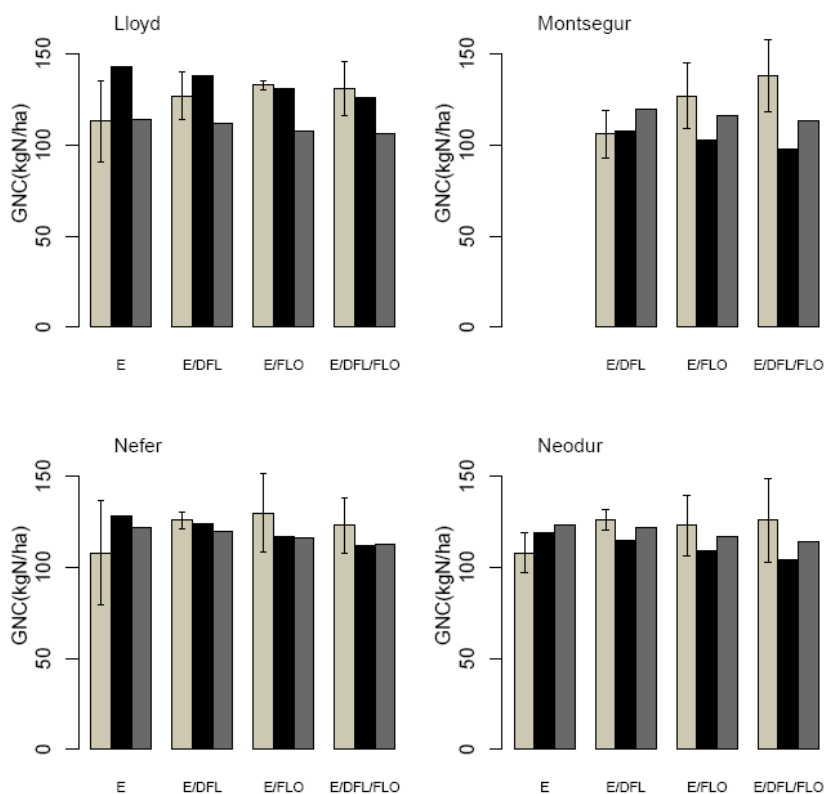 Lloyd
GNC(kgN/ha)
150
100
50
0
E E/DFL E/FLO E/DFL/FLO
Montsegur
GNC(kgN/ha)
150
100
50
0
E/DFL E/FLO E/DFL/FLO
Nefer
GNC(kgN/ha)
150
100
50
0
E E/DFL E/FLO E/DFL/FLO
Neodur
GNC(kgN/ha)
150
100
50
0
E E/DFL E/FLO E/DFL/FLO